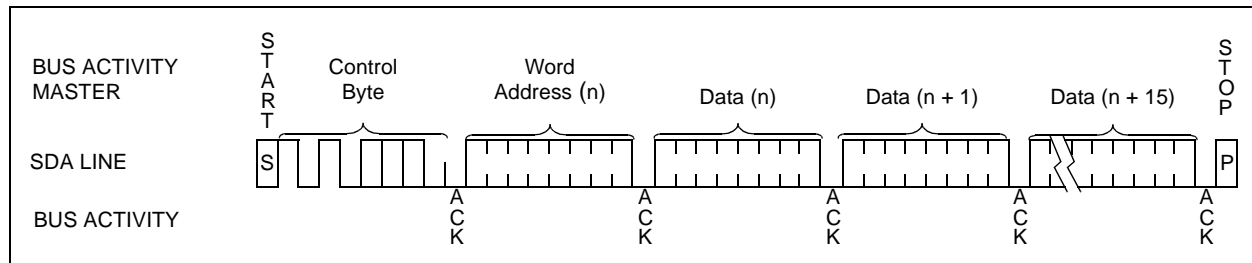 BUS ACTIVITY
MASTER
START
Control
Byte
Word
Address (n)
Data (n)
Data (n + 1)
Data (n + 15)
STOP
SDA LINE
S
P
BUS ACTIVITY
ACK
ACK
ACK
ACK
ACK